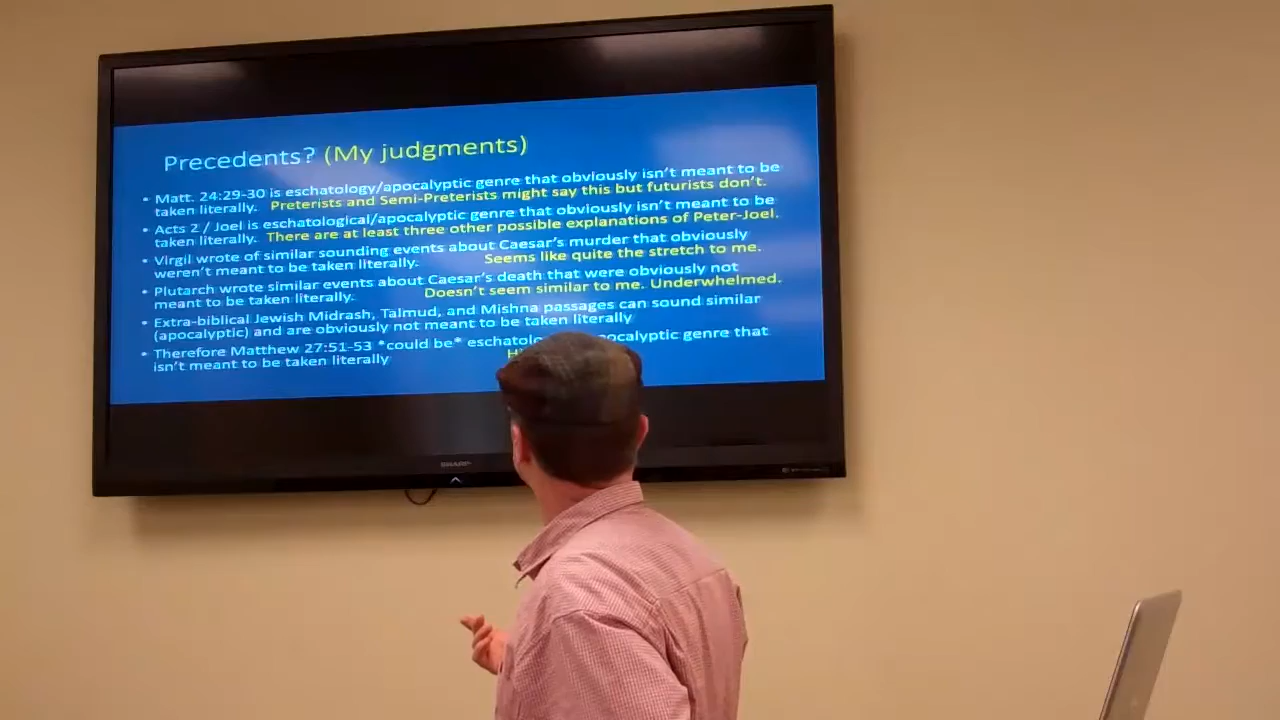 Precedents? (My judgments)
• Matt. 24:29-30 is eschatology/apocalyptic genre that obviously isn't meant to be
taken literally. Preterists and Semi-Preterists might say this but futurists don't.
• Acts 2 / Joel is eschatological/apocalyptic genre that obviously isn't meant to be
taken literally. There are at least three other possible explanations of Peter-Joel.
• Virgil wrote of similar sounding events about Caesar's murder that obviously
weren't meant to be taken literally. Seems like quite the stretch to me.
• Plutarch wrote similar events about Caesar's death that were obviously not
meant to be taken literally. Doesn't seem similar to me. Underwhelmed.
• Extra-biblical Jewish Midrash, Talmud, and Mishna passages can sound similar
(apocalyptic) and are obviously not meant to be taken literally
• Therefore Matthew 27:51-53 *could be* genre that
isn't meant to be taken literally
SHARP